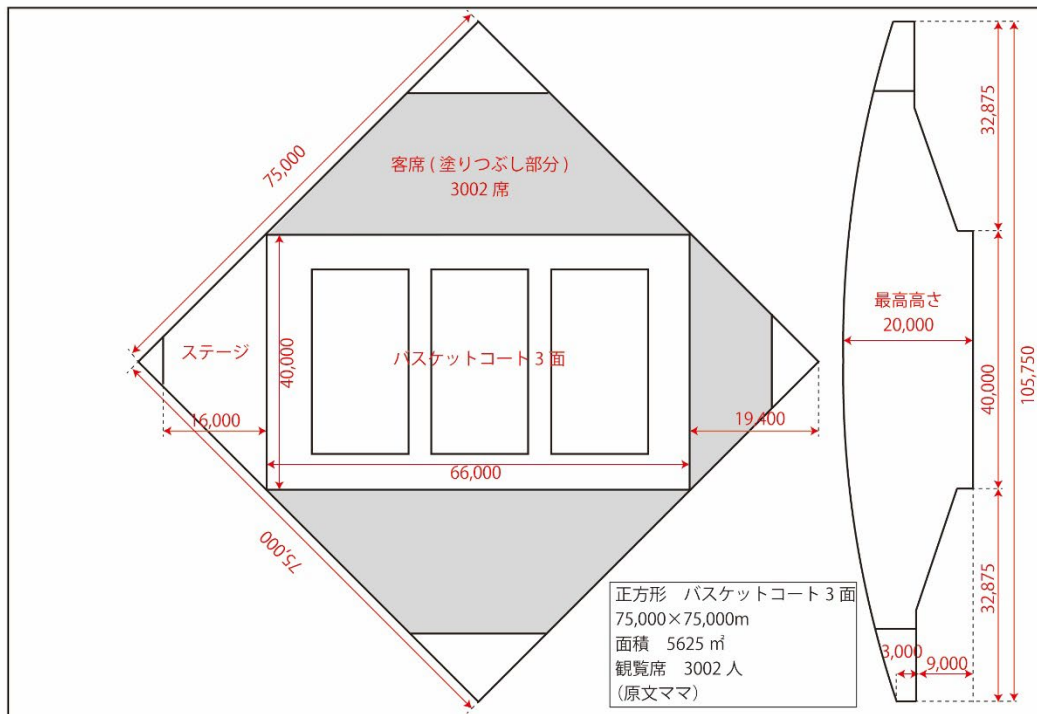 75,000
客席(塗りつぶし部分)
3002 席
ステージ
40,000
バスケットコート 3 面
16,000
66,000
19,400
75,000
最高高さ
20,000
32,875
40,000
105,750
32,875
3,000
9,000
正方形　バスケットコート 3 面
75,000×75,000m
面積　5625 ㎡
観覧席　3002 人
(原文ママ)